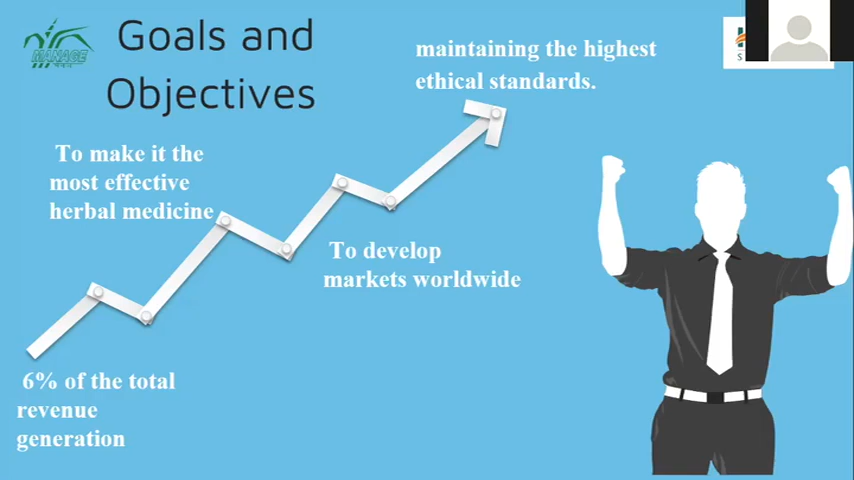 Goals and
Objectives
maintaining the highest
ethical standards.
To make it the
most effective
herbal medicine
To develop
markets worldwide
6% of the total
revenue
generation
MANAGE